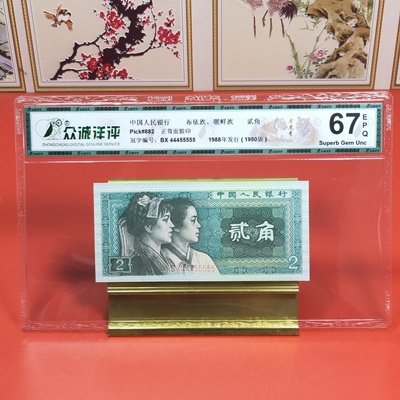 众诚评评
ZHONGCHENG DIGITAL GENUINE SERVICE
中国人民银行 布依族、朝鲜族 贰角
Pick#882 正背面胶印
冠字编号：BX 44455555 1988年发行（1980版）
67 EPQ
Superb Gem Unc
中国人民银行
贰角
BX44455555
2
2